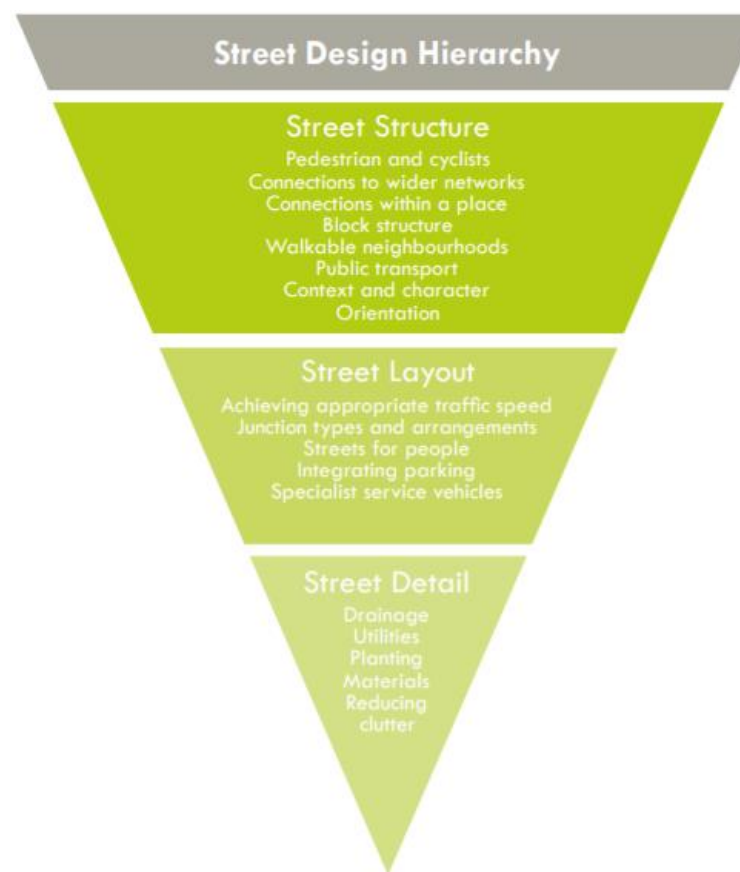 Street Design Hierarchy
Street Structure
Pedestrian and cyclists
Connections to wider networks
Connections within a place
Block structure
Walkable neighbourhoods
Public transport
Context and character
Orientation
Street Layout
Achieving appropriate traffic speed
Junction types and arrangements
Streets for people
Integrating parking
Specialist service vehicles
Street Detail
Drainage
Utilities
Planting
Materials
Reducing
clutter